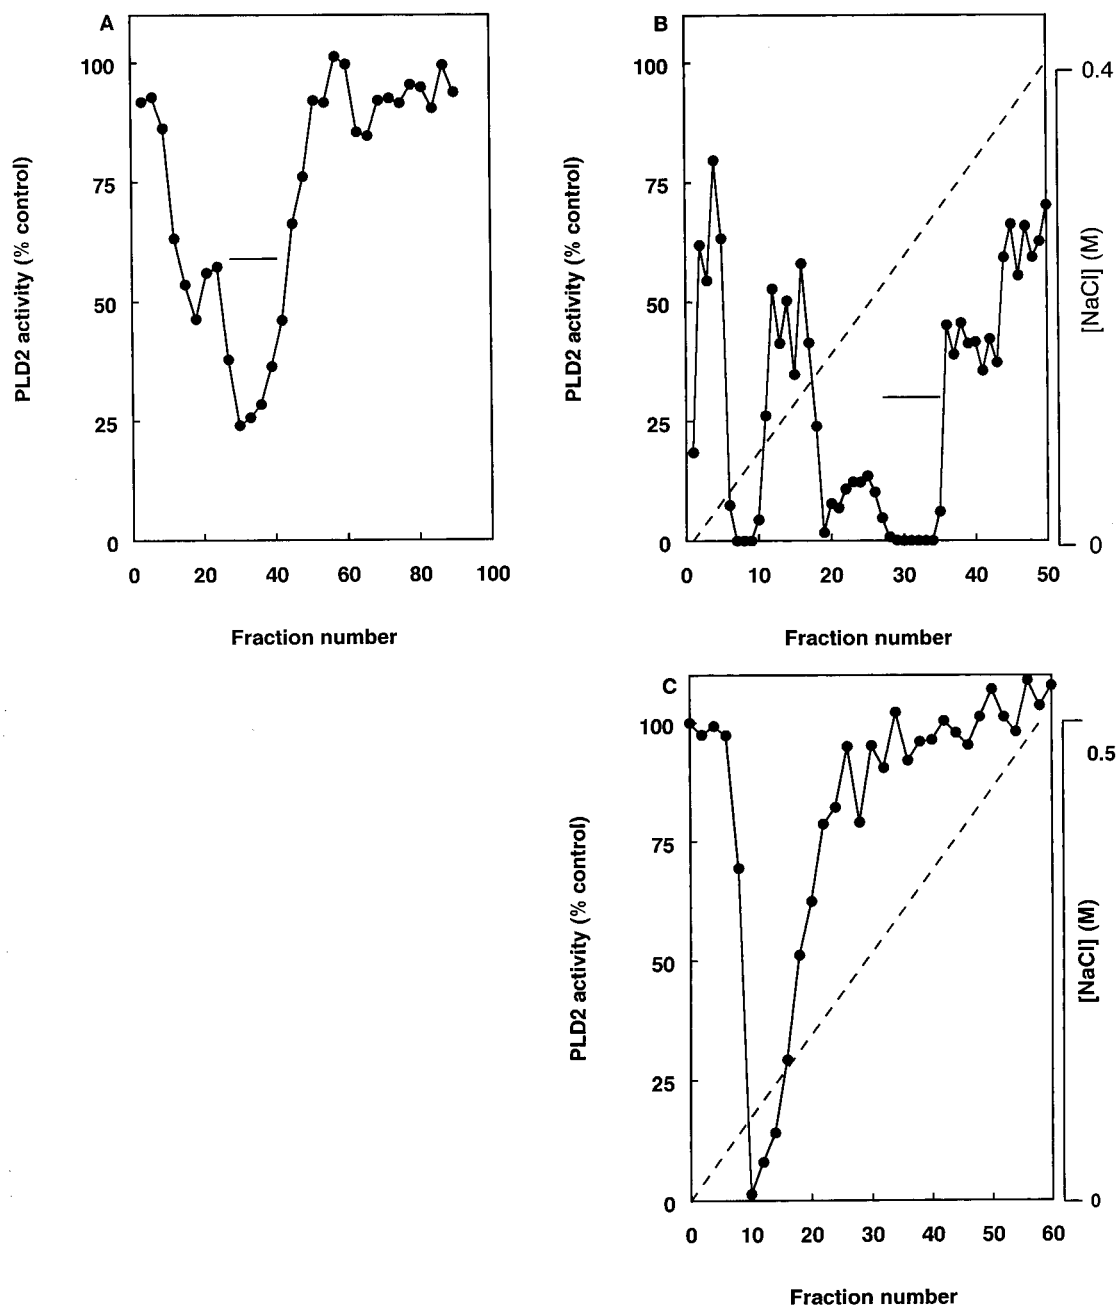 A
100
75
50
25
0
PLD2 activity (% control)
0 20 40 60 80 100
Fraction number
B
100
75
50
25
0
PLD2 activity (% control)
0.4
0
[NaCl] (M)
0 10 20 30 40 50
Fraction number
C
100
75
50
25
0
PLD2 activity (% control)
0.5
0
[NaCl] (M)
0 10 20 30 40 50 60
Fraction number